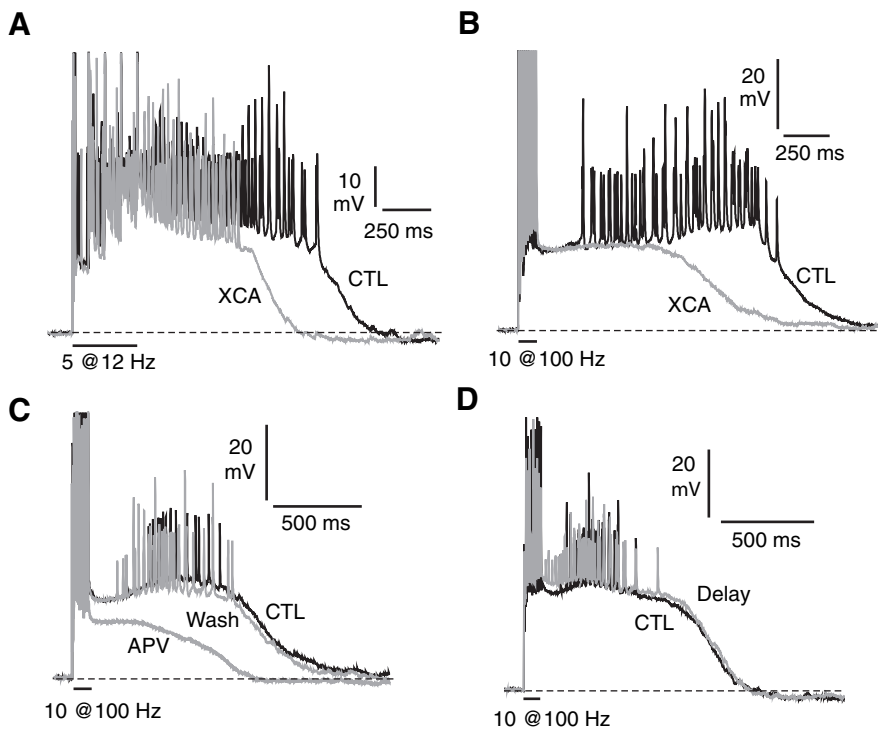 A
10
mV
250 ms
XCA
CTL
5 @12 Hz
B
20
mV
250 ms
CTL
XCA
10 @100 Hz
C
20
mV
500 ms
Wash
CTL
APV
10 @100 Hz
D
20
mV
500 ms
Delay
CTL
10 @100 Hz